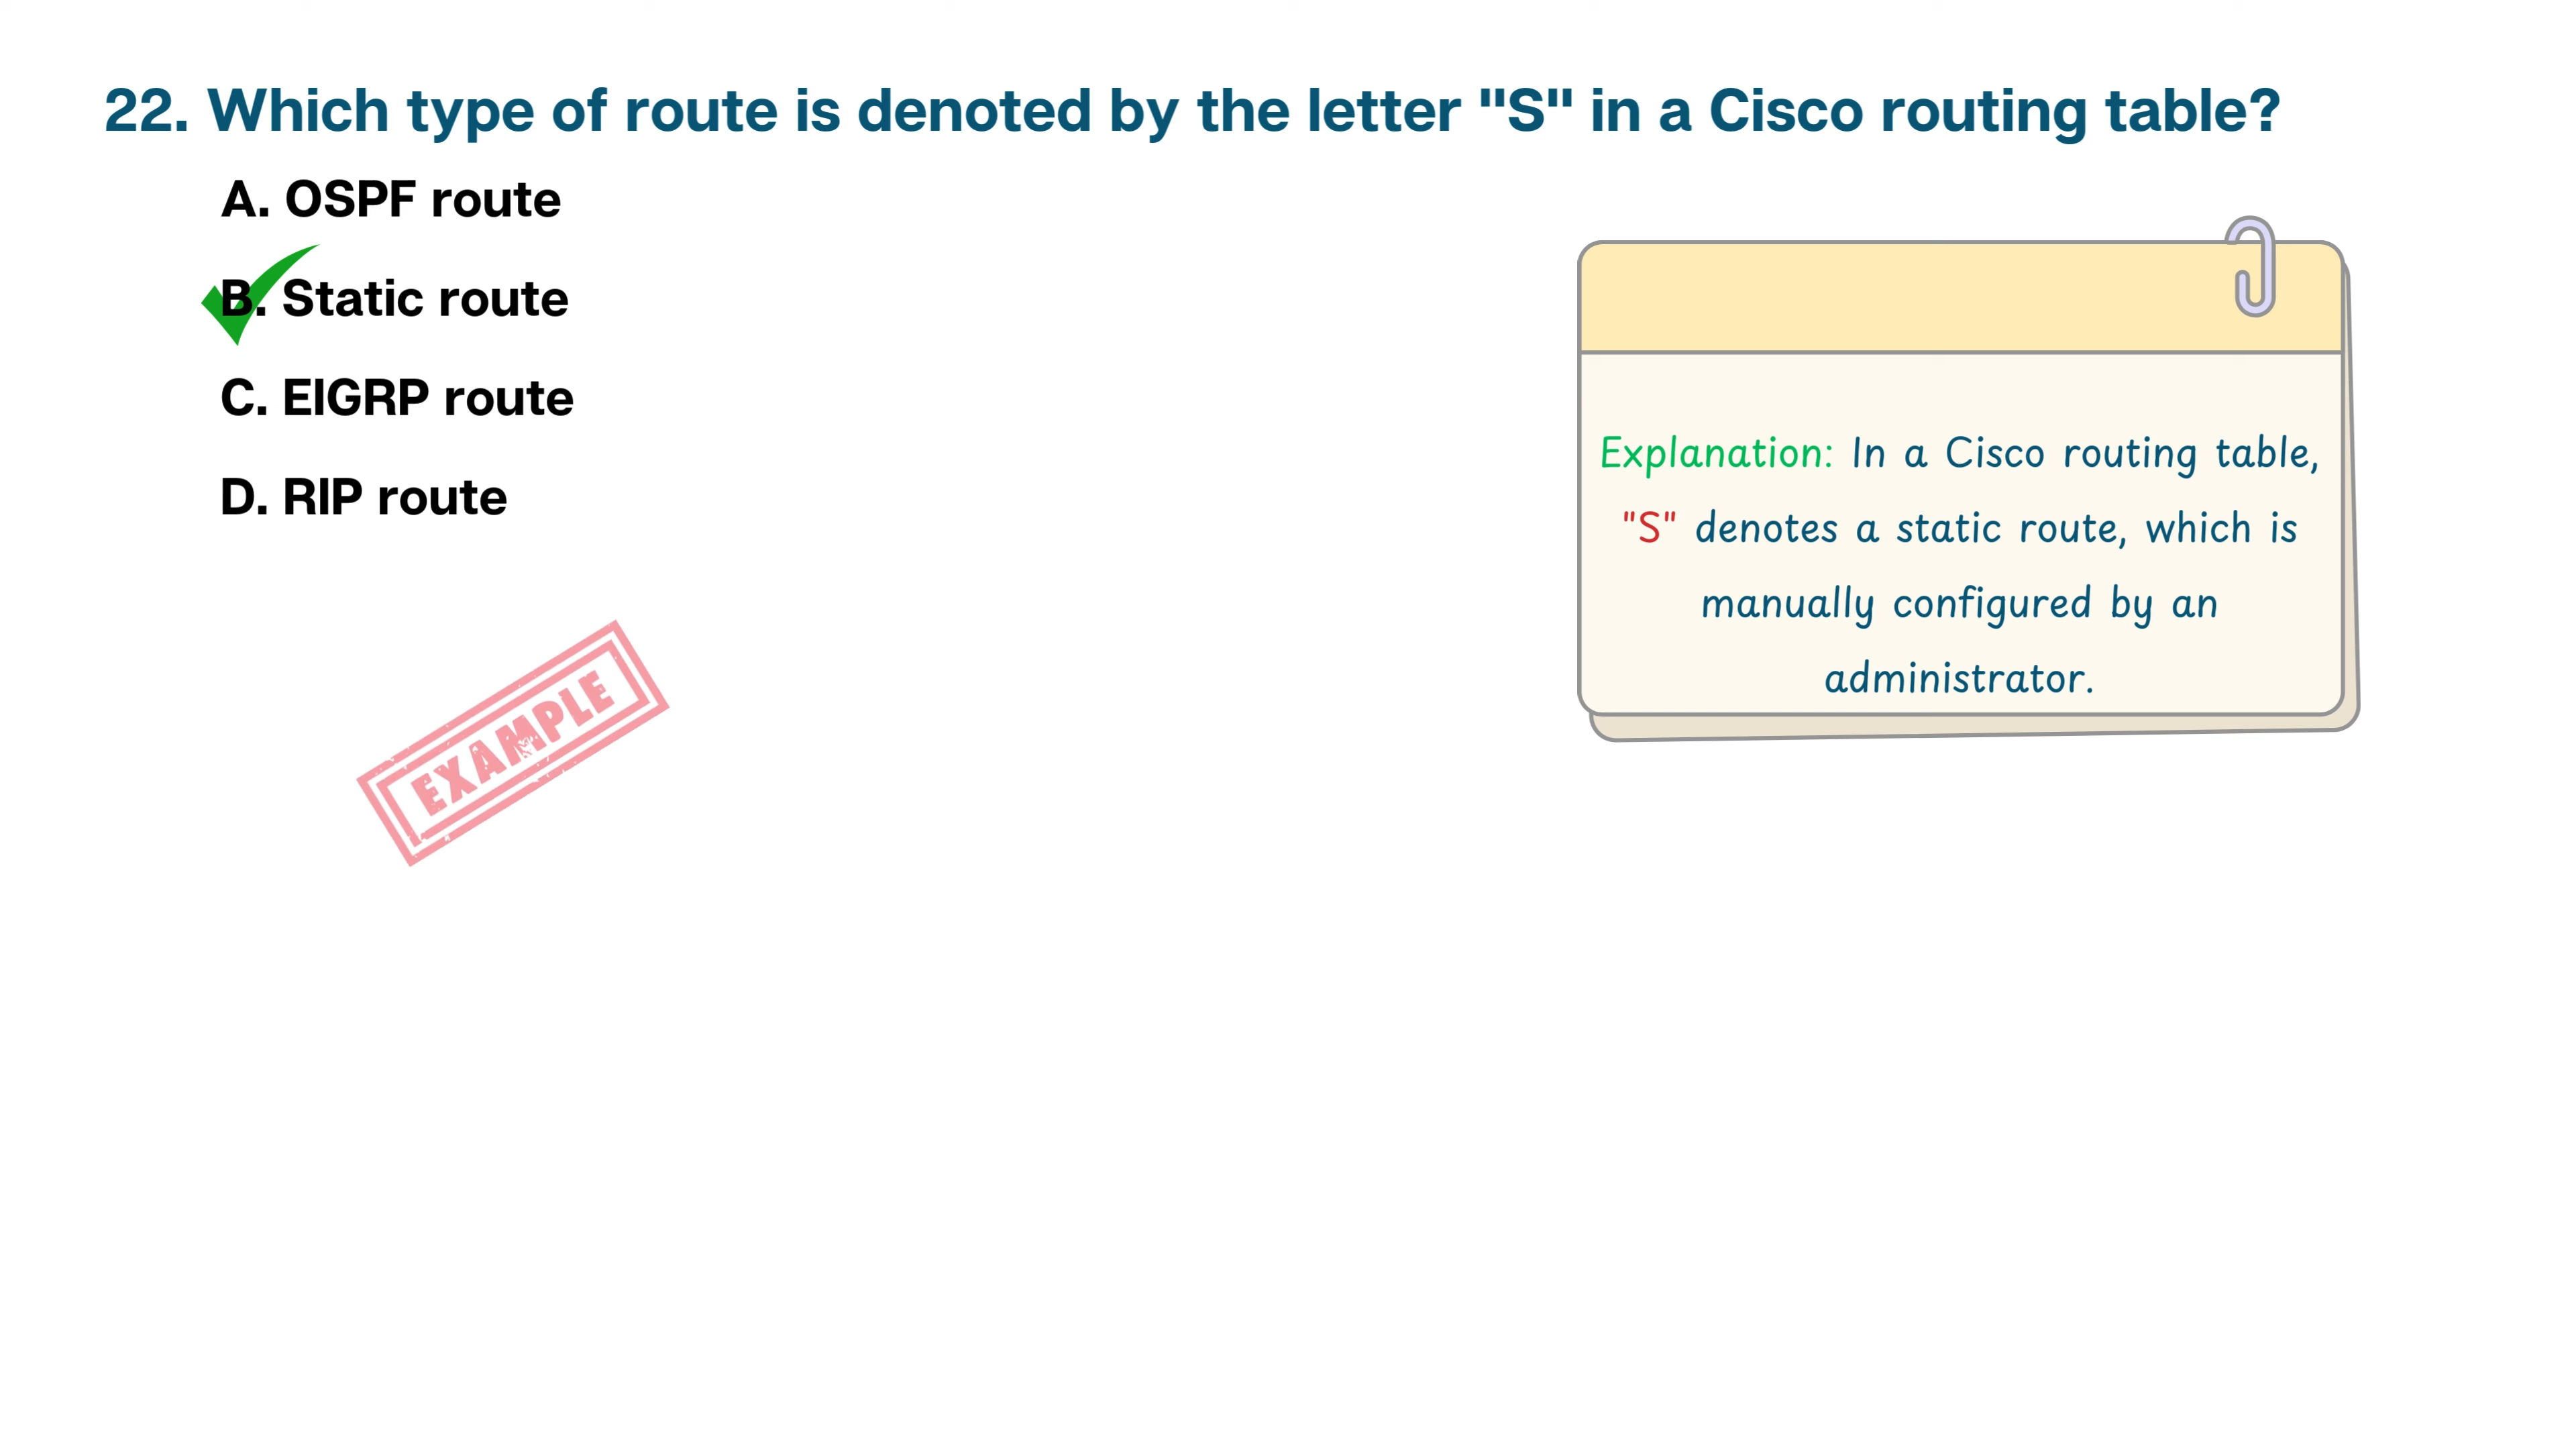 22. Which type of route is denoted by the letter "S" in a Cisco routing table?
A. OSPF route
B. Static route
C. EIGRP route
D. RIP route
Explanation: In a Cisco routing table,
"S" denotes a static route, which is
manually configured by an
administrator.
EXAMPLE